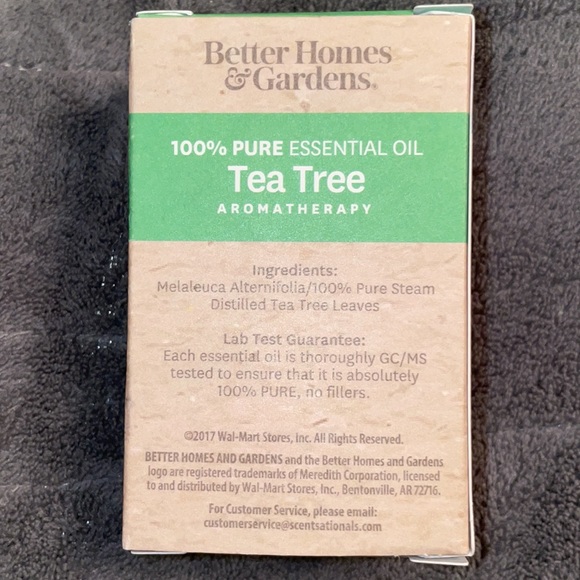 Better Homes
& Gardens®
100% PURE ESSENTIAL OIL
Tea Tree
AROMATHERAPY
Ingredients:
Melaleuca Alternifolia/100% Pure Steam
Distilled Tea Tree Leaves
Lab Test Guarantee:
Each essential oil is thoroughly GC/MS
tested to ensure that it is absolutely
100% PURE, no fillers.
©2017 Wal-Mart Stores, Inc. All Rights Reserved.
BETTER HOMES AND GARDENS and the Better Homes and Gardens
logo are registered trademarks of Meredith Corporation, licensed
to and distributed by Wal-Mart Stores, Inc., Bentonville, AR 72716.
For Customer Service, please email:
customerservice@scentsationals.com